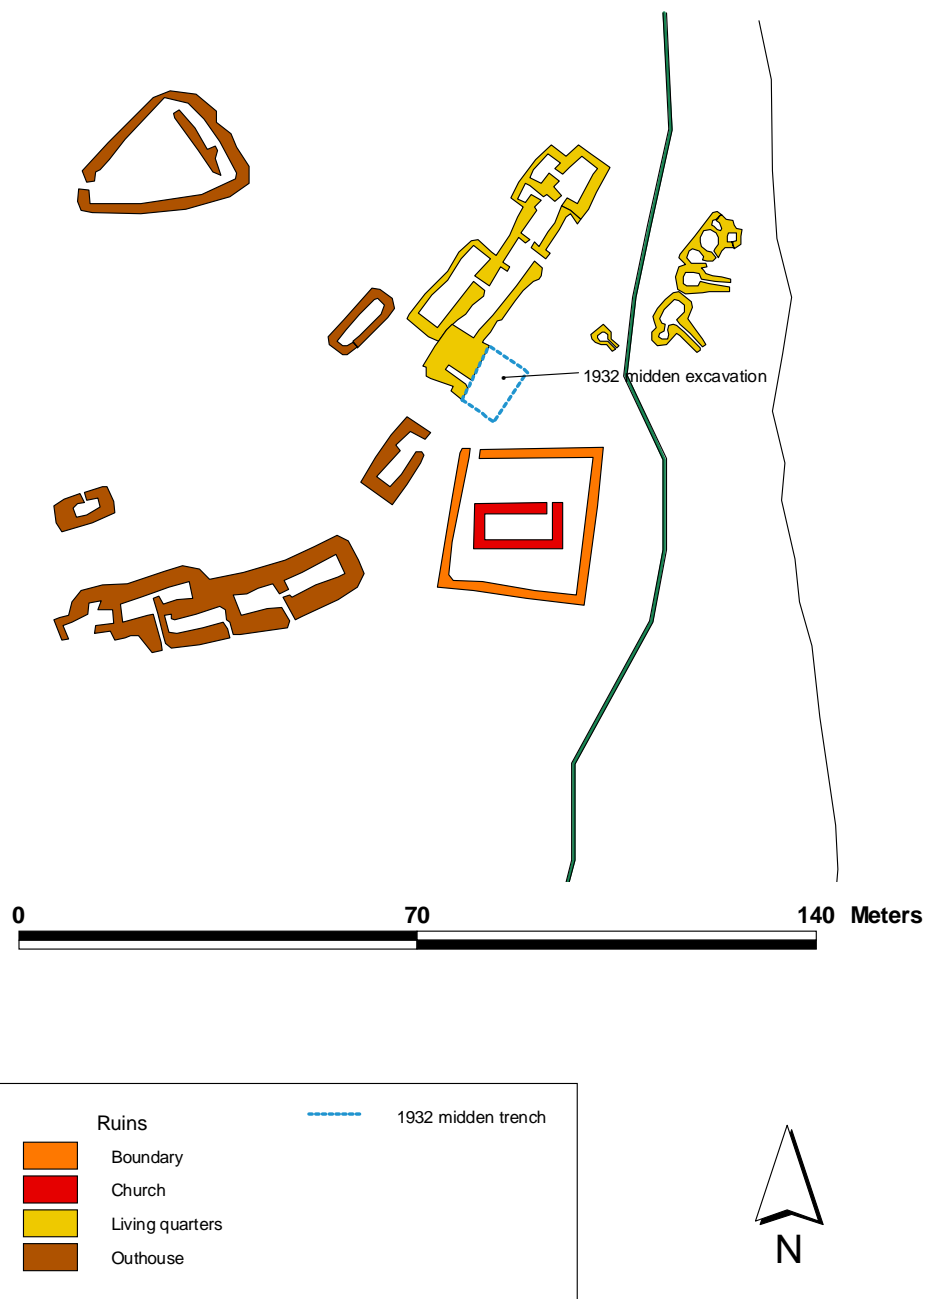 1932 midden excavation
0 70 140 Meters
Ruins
1932 midden trench
Boundary
Church
Living quarters
Outhouse
N